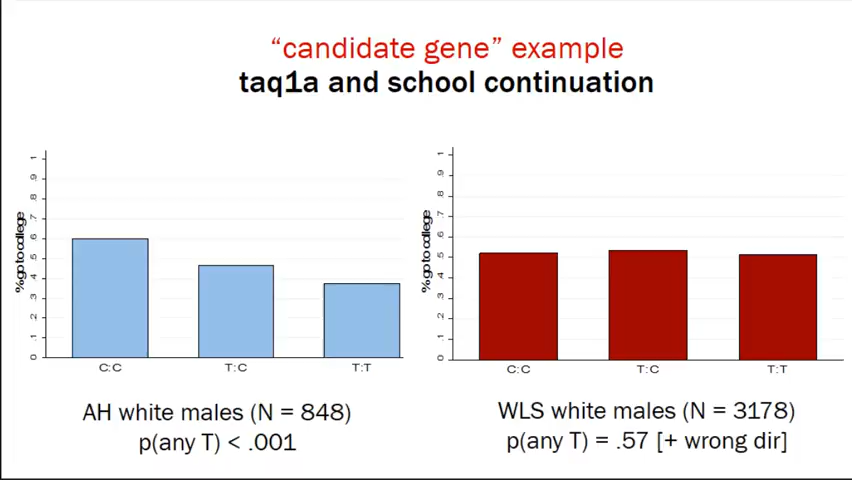 “candidate gene” example
taq1a and school continuation
% go to college
1
.9
.8
.7
.6
.5
.4
.3
.2
.1
0
C:C T:C T:T
AH white males (N = 848)
p(any T) < .001
% go to college
1
.9
.8
.7
.6
.5
.4
.3
.2
.1
0
C:C T:C T:T
WLS white males (N = 3178)
p(any T) = .57 [+ wrong dir]